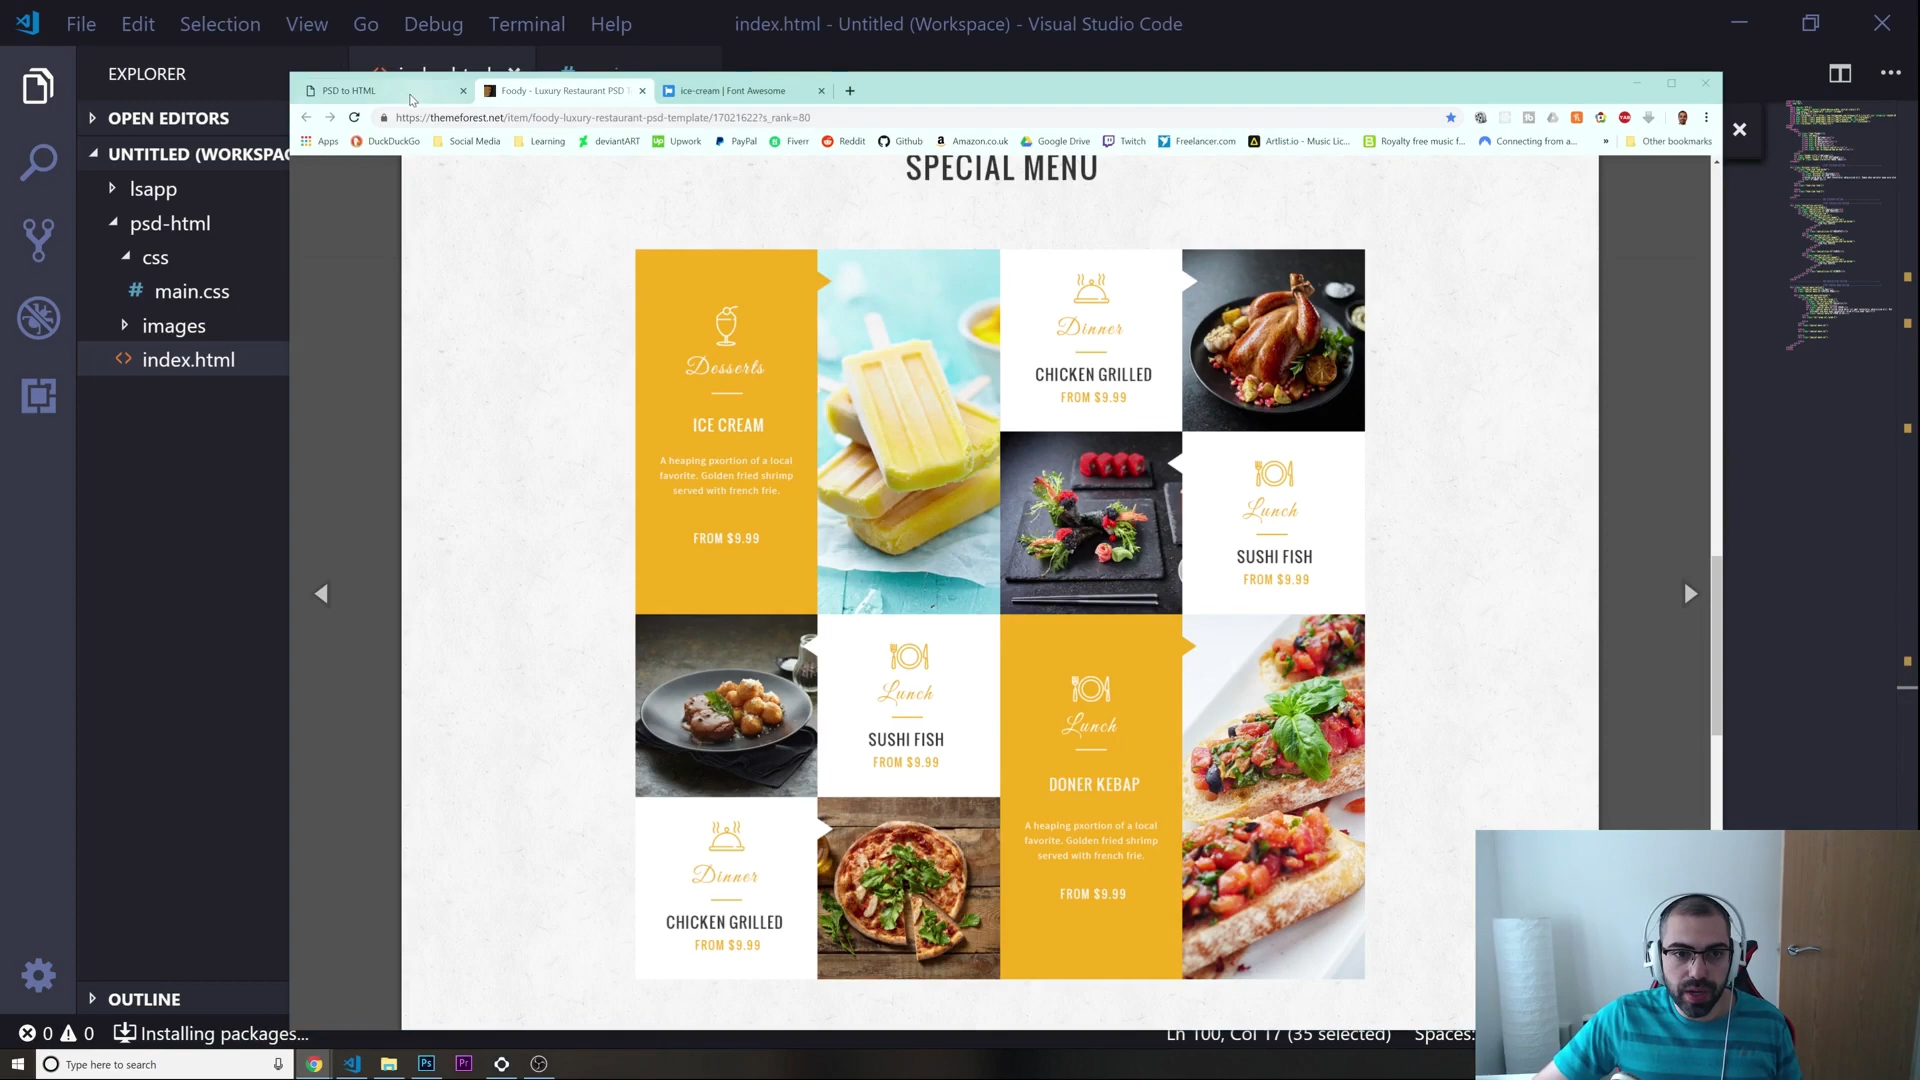 File Edit Selection View Go Debug Terminal Help
index.html - Untitled (Workspace) - Visual Studio Code
EXPLORER
OPEN EDITORS
UNTITLED (WORKSPAC
lsapp
psd-html
css
# main.css
images
<> index.html
OUTLINE
PSD to HTML
Foody - Luxury Restaurant PSD T
ice-cream | Font Awesome
https://themeforest.net/item/foody-luxury-restaurant-psd-template/17021622?s_rank=80
Apps DuckDuckGo Social Media Learning deviantART Upwork PayPal Fiverr Reddit Github Amazon.co.uk Google Drive Twitch Freelancer.com Artlist.io - Music Lic... Royalty free music f... Connecting from a... » Other bookmarks
SPECIAL MENU
Desserts
ICE CREAM
A heaping pxortion of a local
favorite. Golden fried shrimp
served with french frie.
FROM $9.99
Dinner
CHICKEN GRILLED
FROM $9.99
Lunch
SUSHI FISH
FROM $9.99
Lunch
SUSHI FISH
FROM $9.99
Lunch
DONER KEBAP
A heaping pxortion of a local
favorite. Golden fried shrimp
served with french frie.
FROM $9.99
Dinner
CHICKEN GRILLED
FROM $9.99
0 0 Installing packages...
Ln 100, Col 17 (35 selected)
Spaces:
Type here to search
Ps
Pr